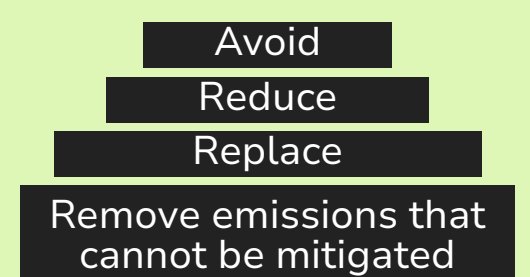 Avoid
Reduce
Replace
Remove emissions that
cannot be mitigated